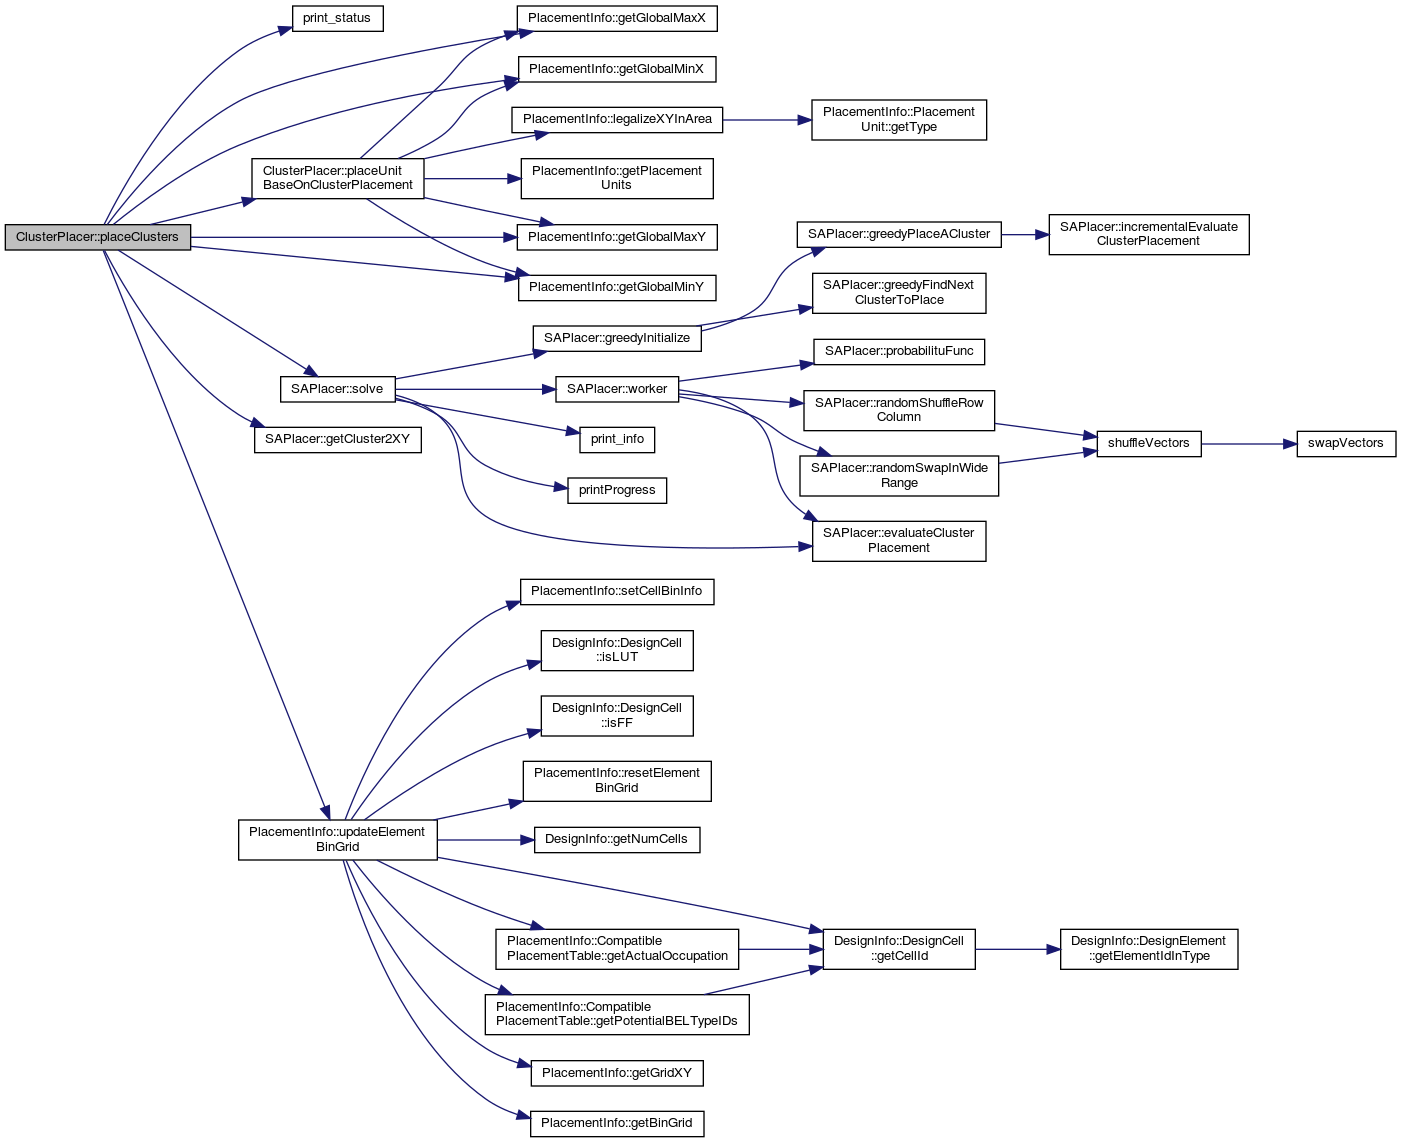 print_status
PlacementInfo::getGlobalMaxX
PlacementInfo::getGlobalMinX
PlacementInfo::legalizeXYInArea
PlacementInfo::Placement
Unit::getType
ClusterPlacer::placeUnit
BaseOnClusterPlacement
PlacementInfo::getPlacement
Units
ClusterPlacer::placeClusters
PlacementInfo::getGlobalMaxY
SAPlacer::greedyPlaceACluster
SAPlacer::incrementalEvaluate
ClusterPlacement
PlacementInfo::getGlobalMinY
SAPlacer::greedyFindNext
ClusterToPlace
SAPlacer::greedyInitialize
SAPlacer::probabilituFunc
SAPlacer::solve
SAPlacer::worker
SAPlacer::randomShuffleRow
Column
SAPlacer::getCluster2XY
print_info
shuffleVectors
swapVectors
SAPlacer::randomSwapInWide
Range
printProgress
SAPlacer::evaluateCluster
Placement
PlacementInfo::setCellBinInfo
DesignInfo::DesignCell
::isLUT
DesignInfo::DesignCell
::isFF
PlacementInfo::resetElement
BinGrid
PlacementInfo::updateElement
BinGrid
DesignInfo::getNumCells
PlacementInfo::Compatible
PlacementTable::getActualOccupation
DesignInfo::DesignCell
::getCellId
DesignInfo::DesignElement
::getElementIdInType
PlacementInfo::Compatible
PlacementTable::getPotentialBELTypeIDs
PlacementInfo::getGridXY
PlacementInfo::getBinGrid